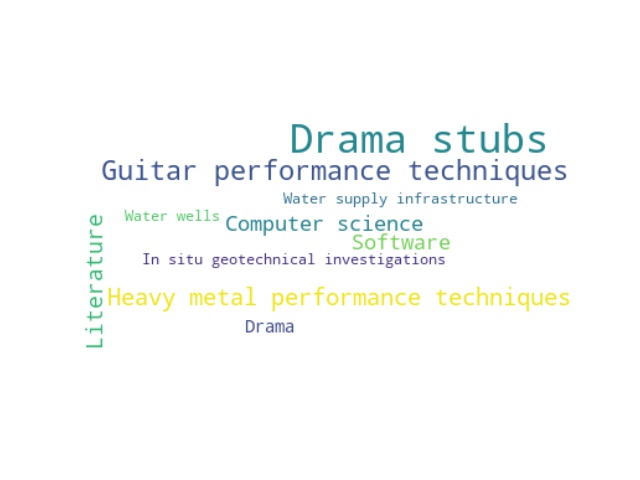 Drama stubs
Guitar performance techniques
Water supply infrastructure
Water wells
Computer science
Software
In situ geotechnical investigations
Literature
Heavy metal performance techniques
Drama